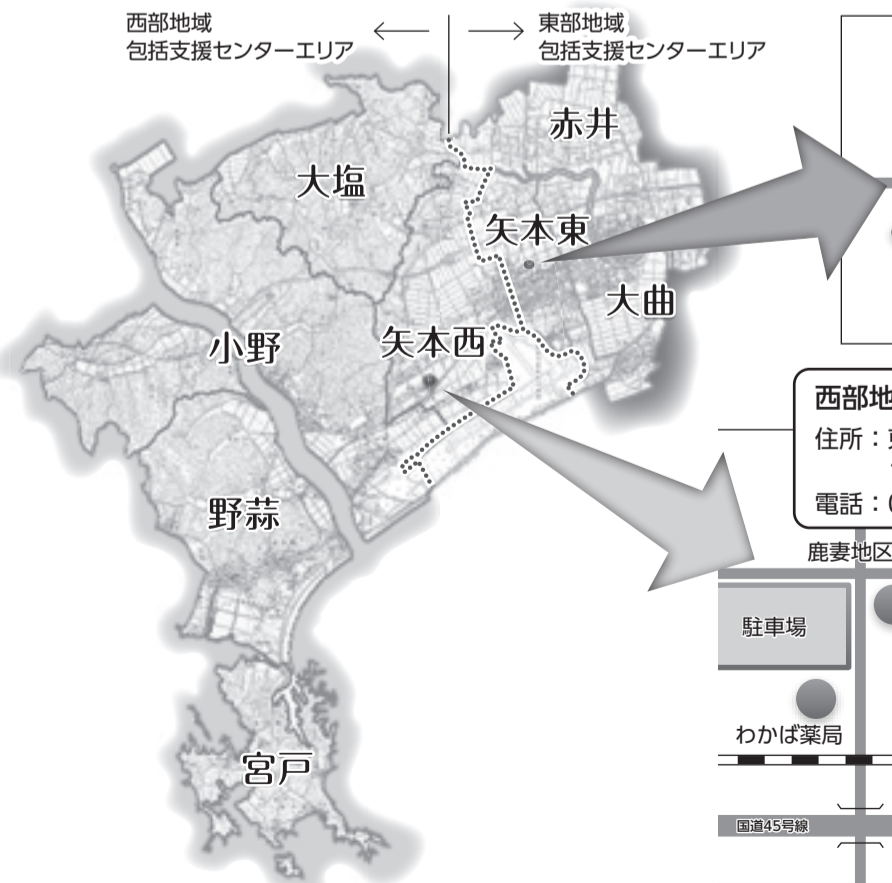 西部地域
包括支援センターエリア
東部地域
包括支援センターエリア
赤井
大塩
矢本東
大曲
小野
矢本西
野蒜
宮戸
西部地
住所：
電話：
鹿妻地区
駐車場
わかば薬局
国道45号線